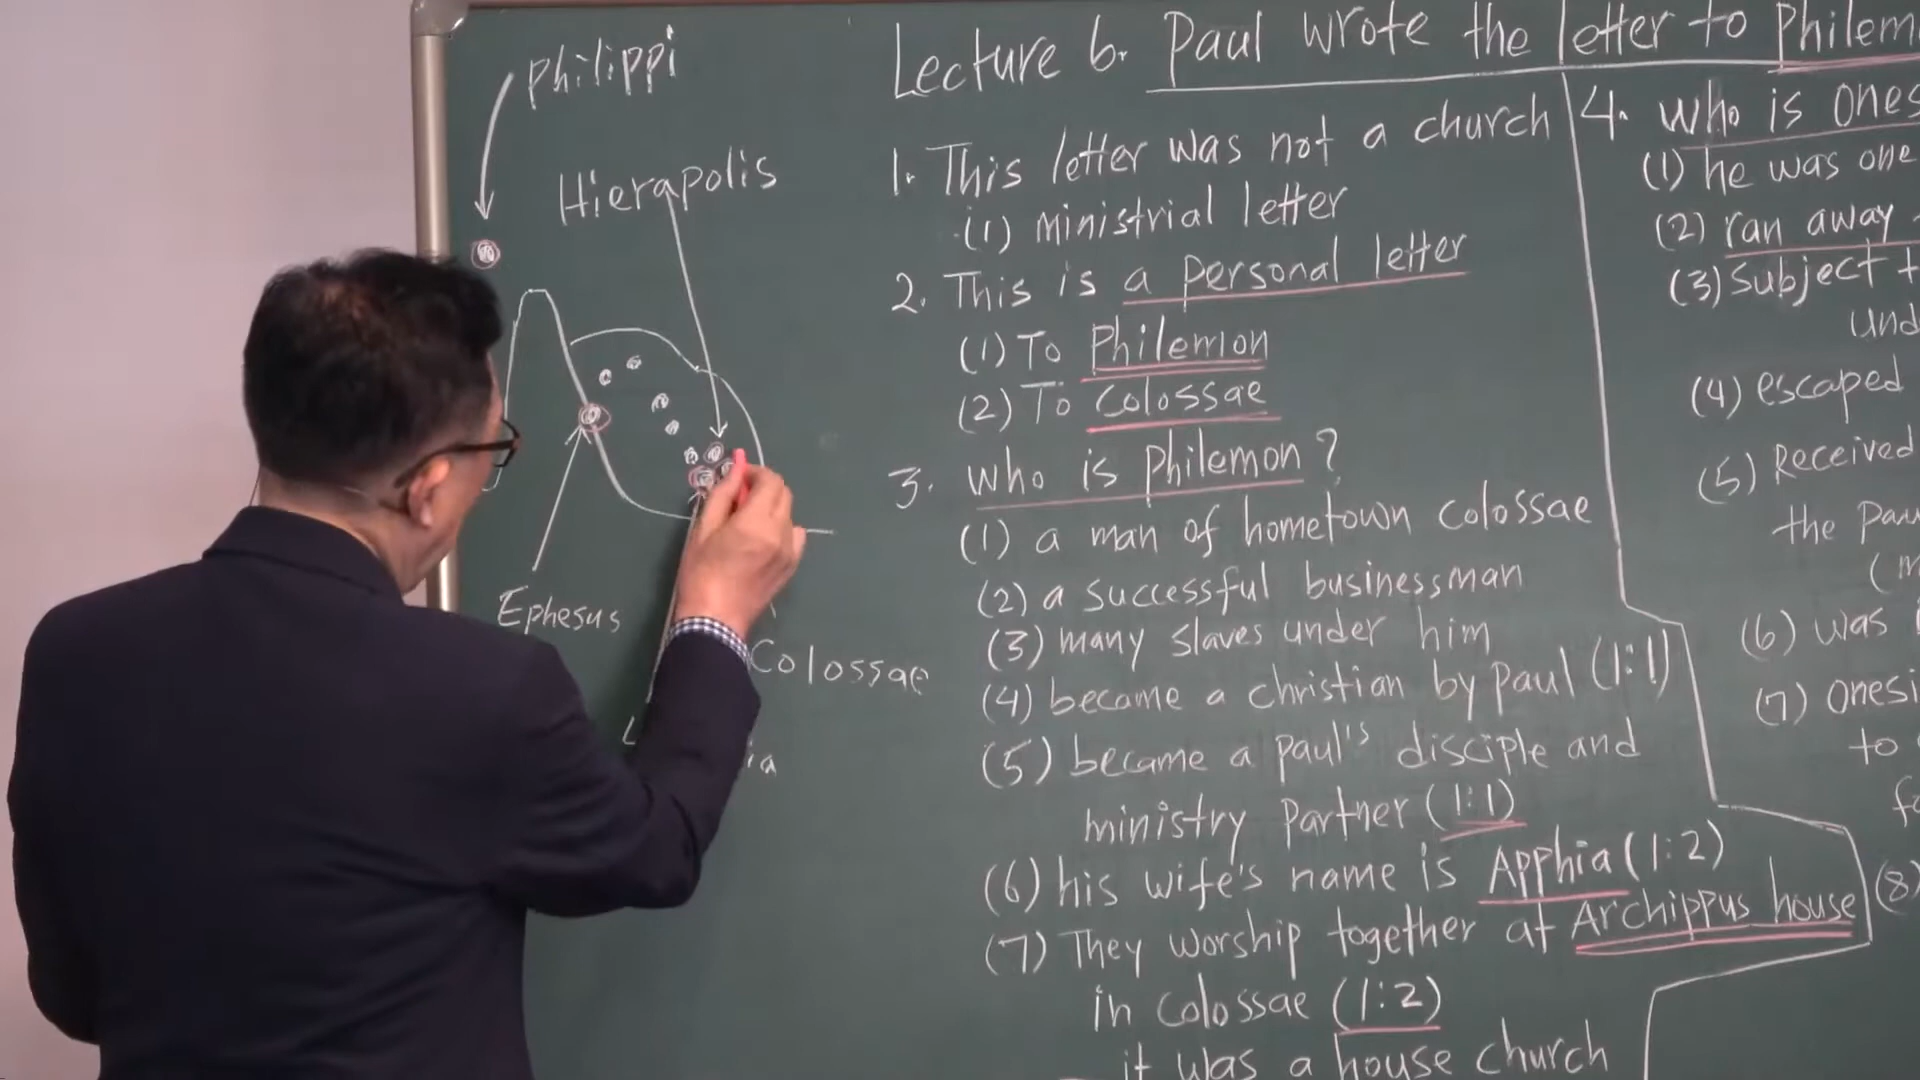 Philippi
Hierapolis
Ephesus
Colossae
Lecture 6. Paul wrote the letter to
1. This letter was not a church
(1) ministrial letter
2. This is a personal letter
(1) To Philemon
(2) To Colossae
3. who is Philemon?
(1) a man of hometown Colossae
(2) a successful businessman
(3) many slaves under him
(4) became a christian by Paul (1:1)
(5) became a paul's disciple and
ministry partner (1:1)
(6) his wife's name is Apphia (1:2)
(7) They worship together at Archippus house
in Colossae (1:2)
it was a house church
4. who is
(1) he was one
(2) ran away
(3) Subject
(4) escaped
(5) Received
the
(6) was
(7)
to
(8)